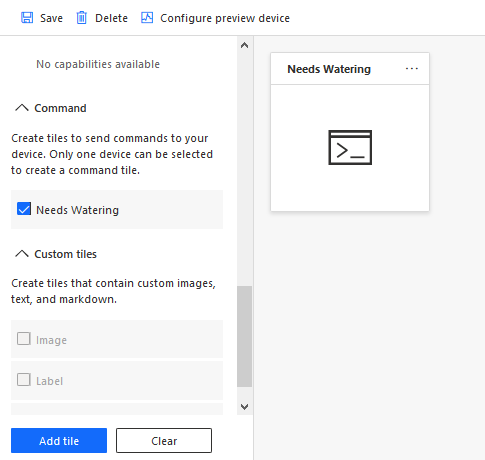 Save Delete Configure preview device
No capabilities available
Command
Create tiles to send commands to your
device. Only one device can be selected
to create a command tile.
Needs Watering
Custom tiles
Create tiles that contain custom images,
text, and markdown.
Image
Label
Add tile Clear
Needs Watering ...